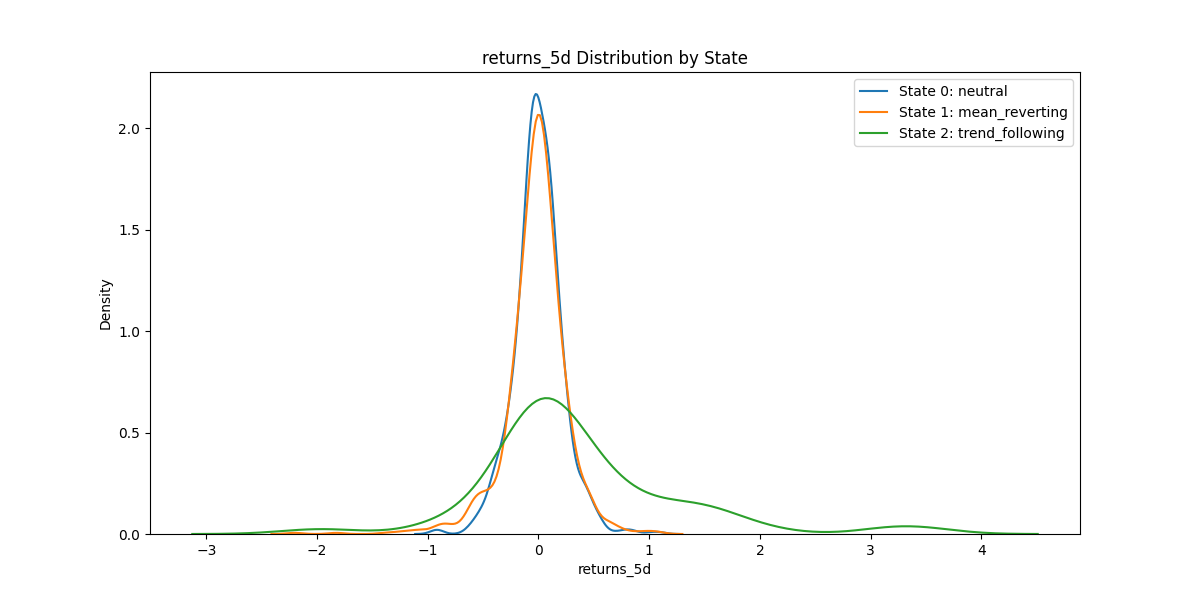 returns_5d Distribution by State
State 0: neutral
State 1: mean_reverting
State 2: trend_following
Density
2.0
1.5
1.0
0.5
0.0
−3
−2
−1
0
1
2
3
4
returns_5d